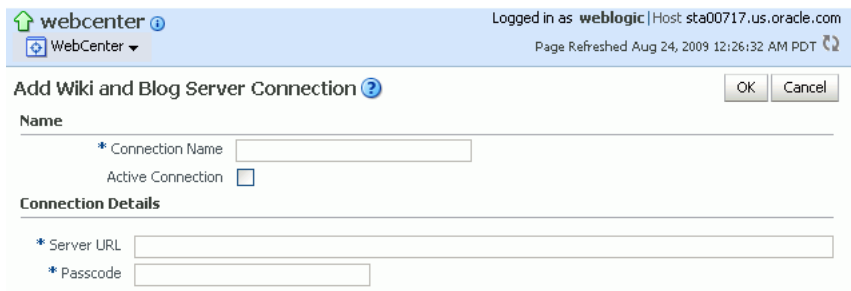 webcenter
Logged in as weblogic|Host sta00717.us.oracle.com
WebCenter
Page Refreshed Aug 24, 2009 12:26:32 AM PDT
Add Wiki and Blog Server Connection ?
OK Cancel
Name
* Connection Name
Active Connection
Connection Details
* Server URL
* Passcode